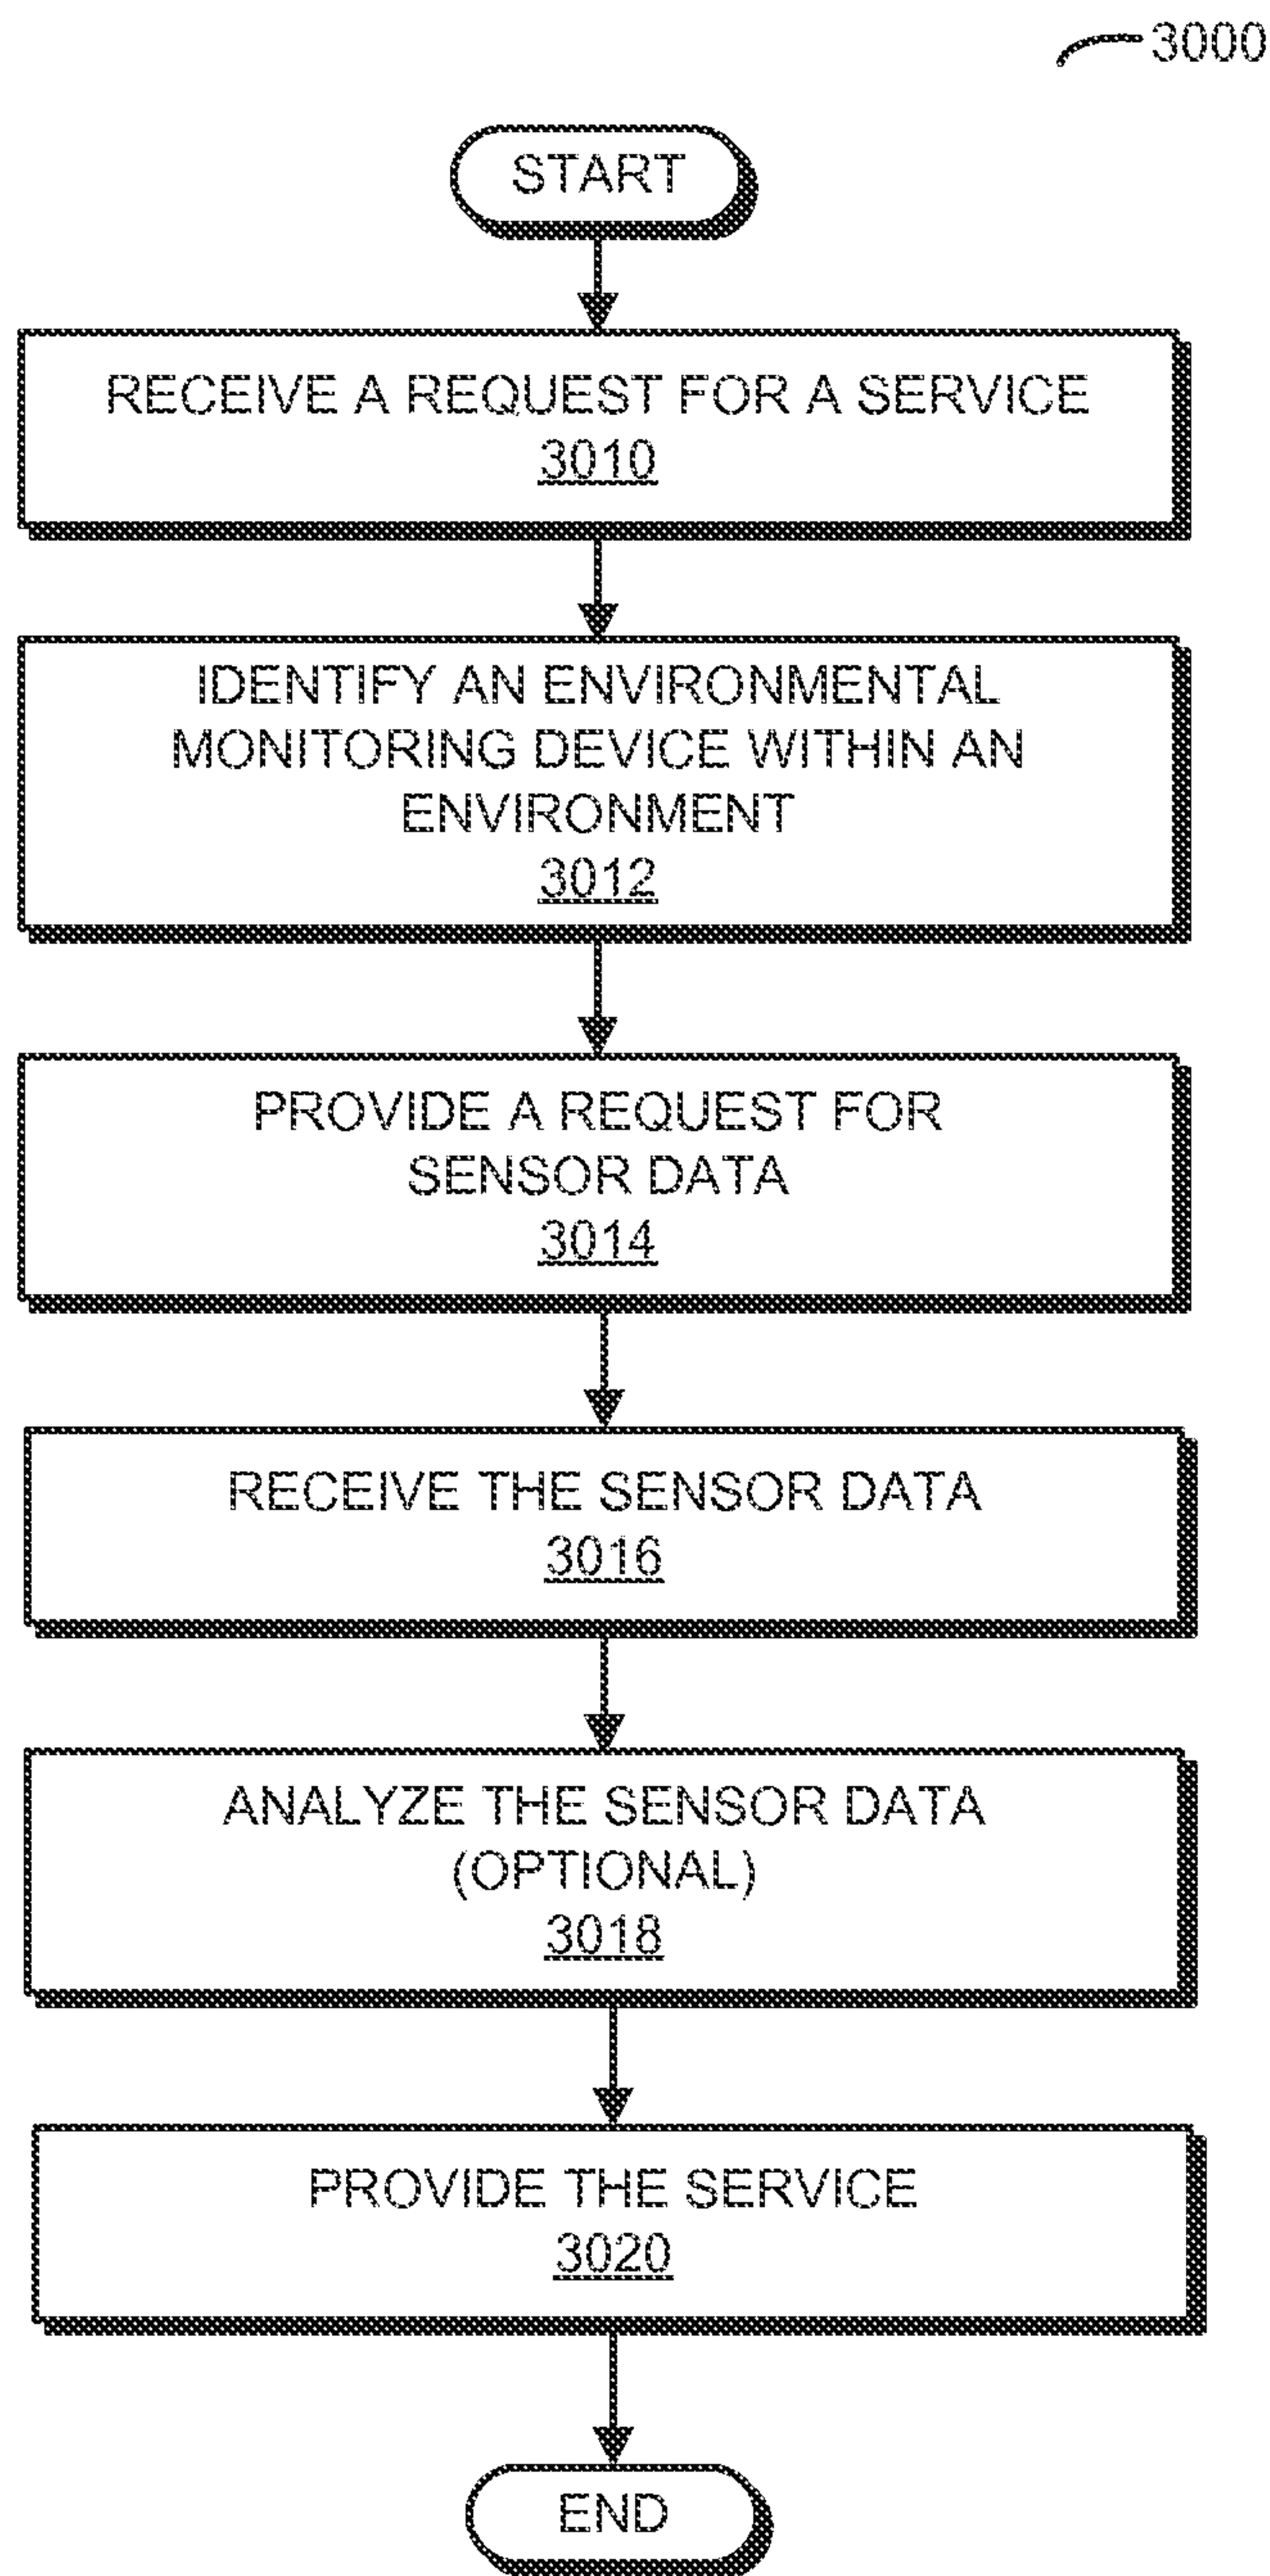 3000
START
RECEIVE A REQUEST FOR A SERVICE
3010
IDENTIFY AN ENVIRONMENTAL
MONITORING DEVICE WITHIN AN
ENVIRONMENT
3012
PROVIDE A REQUEST FOR
SENSOR DATA
3014
RECEIVE THE SENSOR DATA
3016
ANALYZE THE SENSOR DATA
(OPTIONAL)
3018
PROVIDE THE SERVICE
3020
END